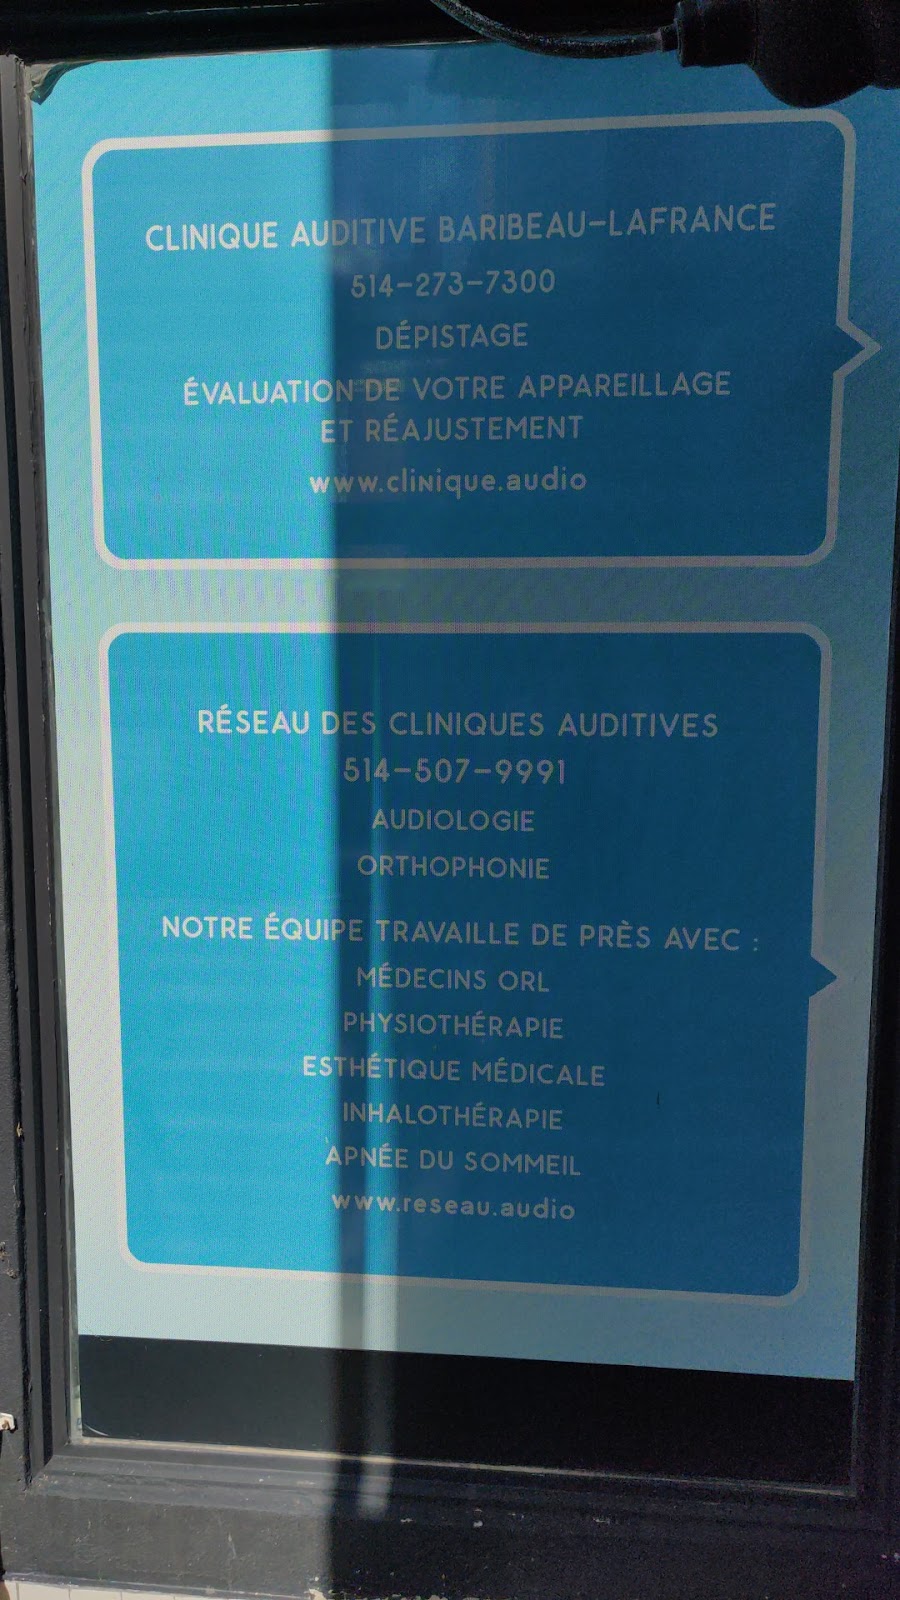 CLINIQUE AUDITIVE BARIBEAU-LAFRANCE
514-273-7300
DÉPISTAGE
ÉVALUATION DE VOTRE APPAREILLAGE
ET RÉAJUSTEMENT
www.clinique.audio
RÉSEAU DES CLINIQUES AUDITIVES
514-507-9991
AUDIOLOGIE
ORTHOPHONIE
NOTRE ÉQUIPE TRAVAILLE DE PRÈS AVEC :
MÉDECINS ORL
PHYSIOTHÉRAPIE
ESTHÉTIQUE MÉDICALE
INHALOTHÉRAPIE
APNÉE DU SOMMEIL
www.reseau.audio